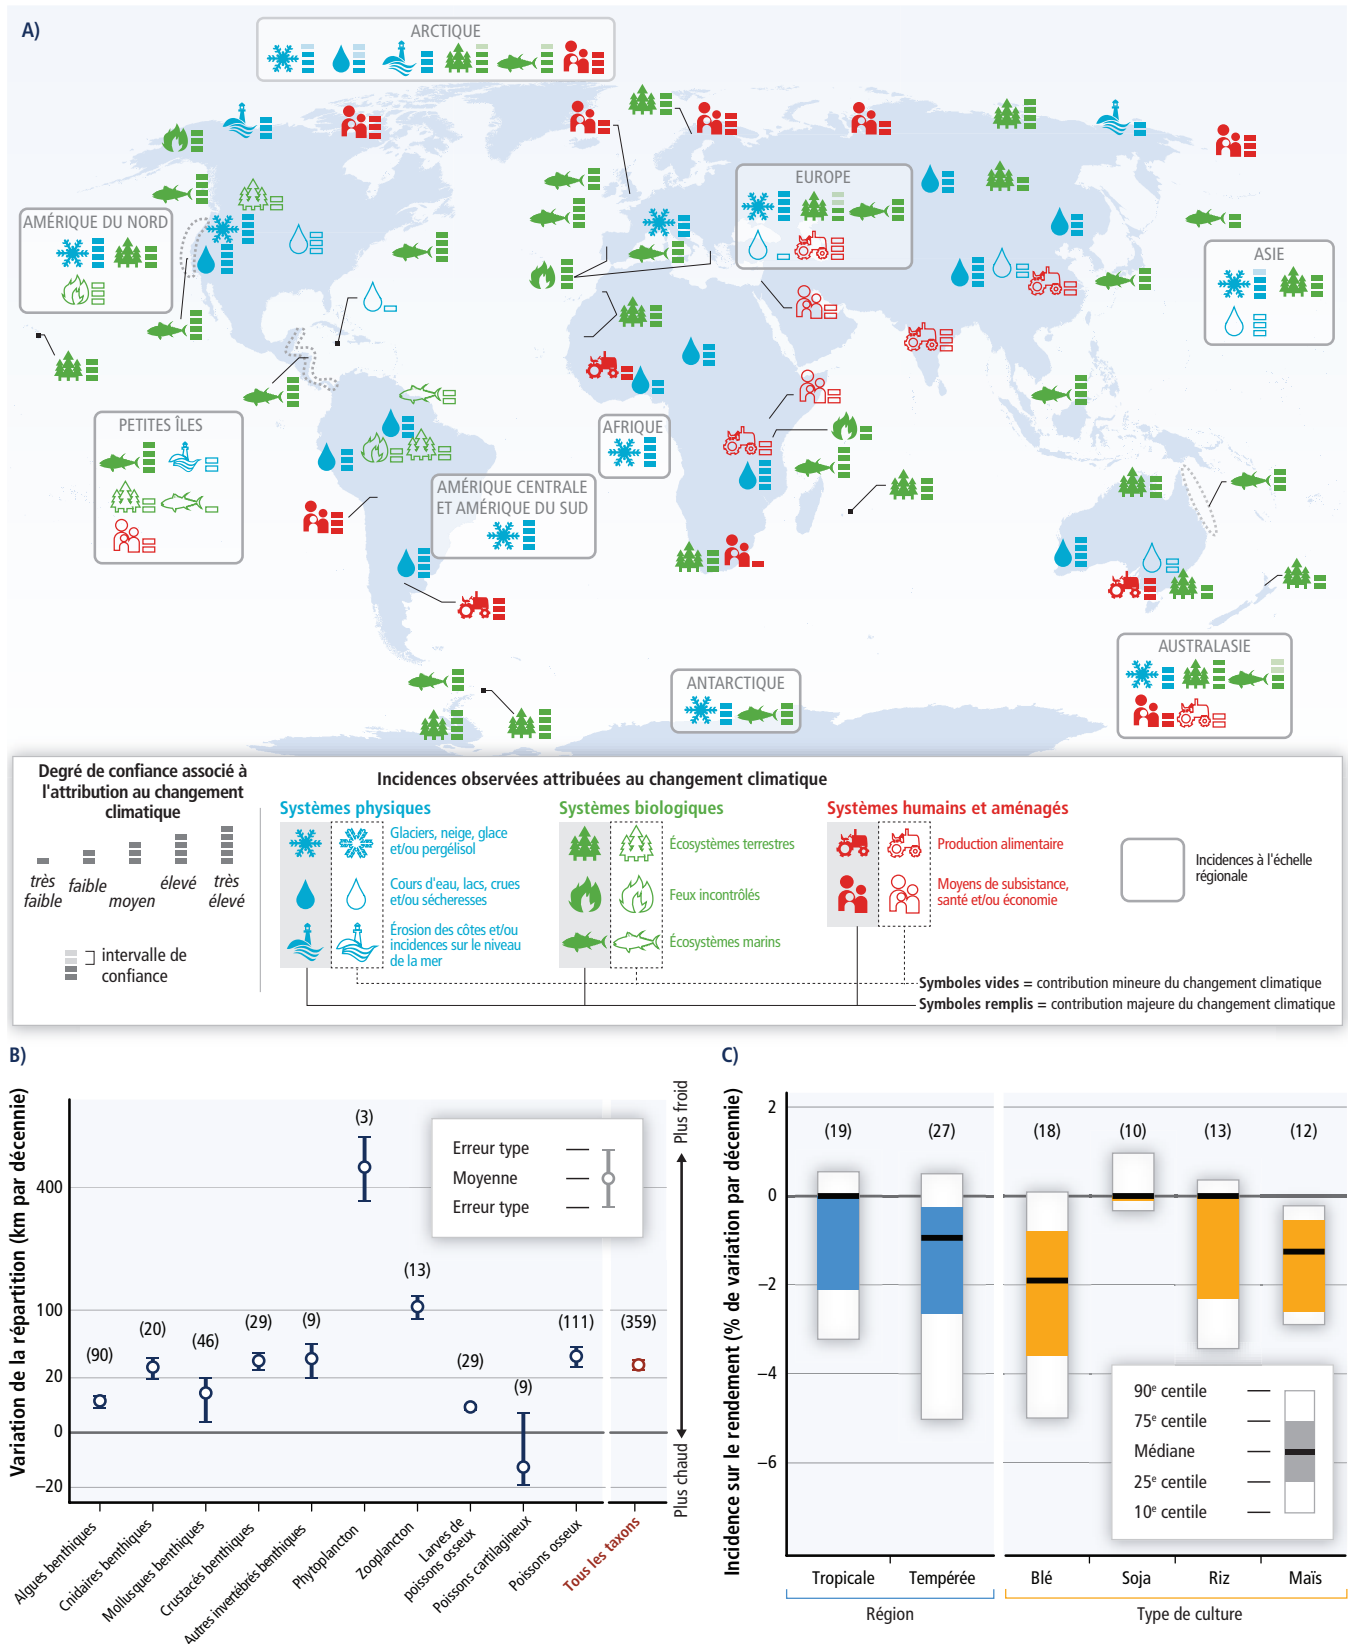 A)
ARCTIQUE
EUROPE
AMÉRIQUE DU NORD
ASIE
PETITES ÎLES
AFRIQUE
AMÉRIQUE CENTRALE
ET AMÉRIQUE DU SUD
AUSTRALASIE
ANTARCTIQUE
Degré de confiance associé à
l'attribution au changement
climatique
très
faible
faible
moyen
élevé
très
élevé
intervalle de
confiance
Incidences observées attribuées au changement climatique
Systèmes physiques
Glaciers, neige, glace
et/ou pergélisol
Cours d'eau, lacs, crues
et/ou sécheresses
Érosion des côtes et/ou
incidences sur le niveau
de la mer
Systèmes biologiques
Écosystèmes terrestres
Feux incontrôlés
Écosystèmes marins
Systèmes humains et aménagés
Production alimentaire
Moyens de subsistance,
santé et/ou économie
Incidences à l'échelle
régionale
Symboles vides = contribution mineure du changement climatique
Symboles remplis = contribution majeure du changement climatique
B)
Variation de la répartition (km par décennie)
400
100
20
0
−20
(90)
(20)
(46)
(29)
(9)
(3)
(13)
(29)
(9)
(111)
(359)
Erreur type
Moyenne
Erreur type
Plus froid
Plus chaud
Algues benthiques
Cnidaires benthiques
Mollusques benthiques
Crustacés benthiques
Autres invertébrés benthiques
Phytoplancton
Zooplancton
Larves de
poissons osseux
Poissons cartilagineux
Poissons osseux
Tous les taxons
C)
Incidence sur le rendement (% de variation par décennie)
2
0
−2
−4
−6
(19)
(27)
(18)
(10)
(13)
(12)
90e centile
75e centile
Médiane
25e centile
10e centile
Tropicale
Tempérée
Blé
Soja
Riz
Maïs
Région
Type de culture